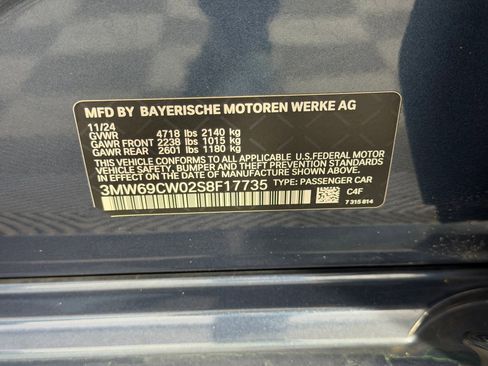 MFD BY BAYERISCHE MOTOREN WERKE AG
11/24
GVWR 4718 lbs 2140 kg
GAWR FRONT 2238 lbs 1015 kg
GAWR REAR 2601 lbs 1180 kg
THIS VEHICLE CONFORMS TO ALL APPLICABLE U.S.FEDERAL MOTOR
VEHICLE SAFETY, BUMPER AND THEFT PREVENTION STANDARDS
IN EFFECT ON THE DATE OF MANUFACTURE SHOWN ABOVE.
3MW69CW02S8F17735 TYPE: PASSENGER CAR
C4F
7 315 814